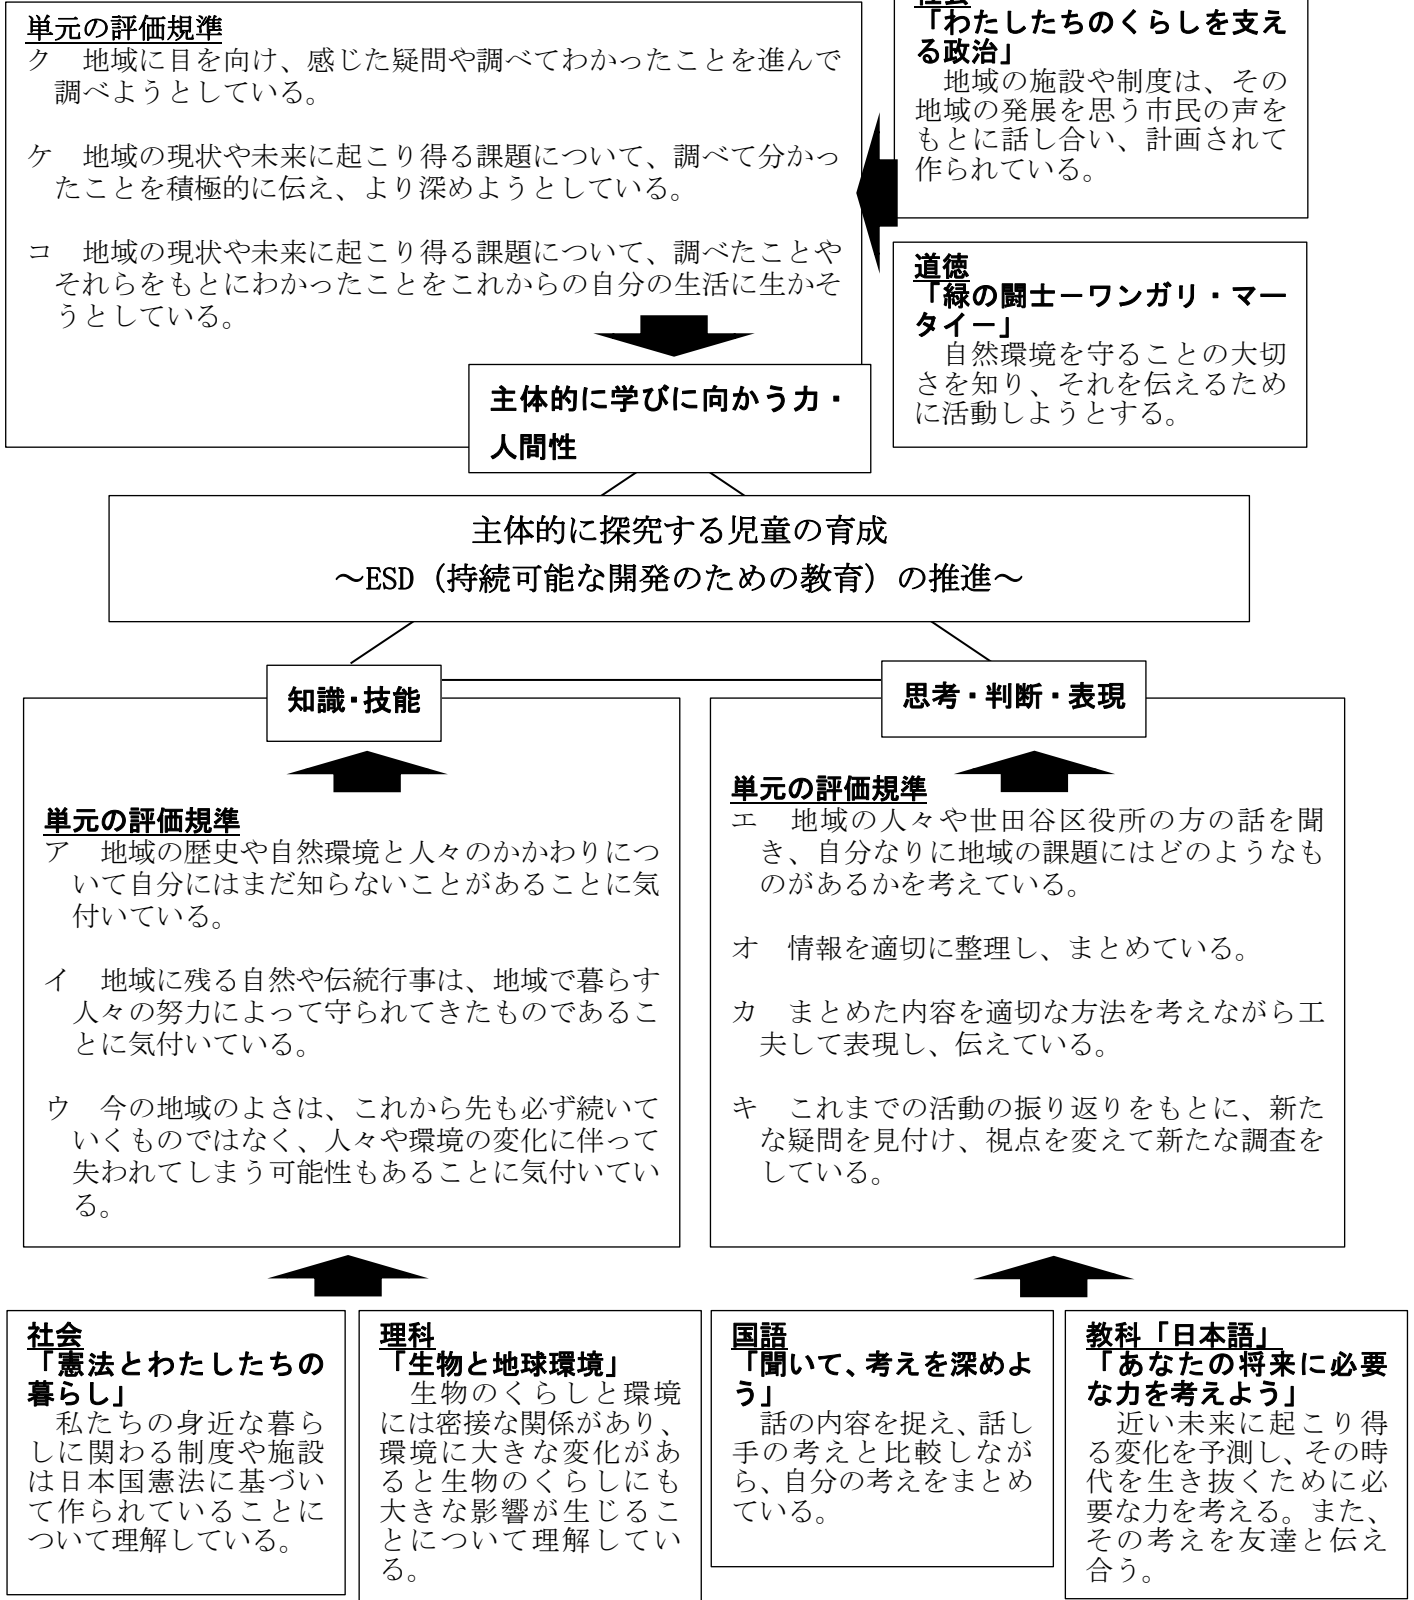 単元の評価規準
ク　地域に目を向け、感じた疑問や調べてわかったことを進んで
調べようとしている。
ケ　地域の現状や未来に起こり得る課題について、調べて分かっ
たことを積極的に伝え、より深めようとしている。
コ　地域の現状や未来に起こり得る課題について、調べたことや
それらをもとにわかったことをこれからの自分の生活に生かそ
うとしている。
社会
「わたしたちのくらしを支え
る政治」
地域の施設や制度は、その
地域の発展を思う市民の声を
もとに話し合い、計画されて
作られている。
道徳
「緑の闘士－ワンガリ・マー
タイ－」
自然環境を守ることの大切
さを知り、それを伝えるため
に活動しようとする。
主体的に学びに向かう力・
人間性
主体的に探究する児童の育成
～ESD（持続可能な開発のための教育）の推進～
知識・技能
単元の評価規準
ア　地域の歴史や自然環境と人々のかかわりにつ
いて自分にはまだ知らないことがあることに気
付いている。
イ　地域に残る自然や伝統行事は、地域で暮らす
人々の努力によって守られてきたものであるこ
とに気付いている。
ウ　今の地域のよさは、これから先も必ず続いて
いくものではなく、人々や環境の変化に伴って
失われてしまう可能性もあることに気付いてい
る。
思考・判断・表現
単元の評価規準
エ　地域の人々や世田谷区役所の方の話を聞
き、自分なりに地域の課題にはどのようなも
のがあるかを考えている。
オ　情報を適切に整理し、まとめている。
カ　まとめた内容を適切な方法を考えながら工
夫して表現し、伝えている。
キ　これまでの活動の振り返りをもとに、新た
な疑問を見付け、視点を変えて新たな調査を
している。
社会
「憲法とわたしたちの
暮らし」
私たちの身近な暮ら
しに関わる制度や施設
は日本国憲法に基づい
て作られていることに
ついて理解している。
理科
「生物と地球環境」
生物のくらしと環境
には密接な関係があり、
環境に大きな変化があ
ると生物のくらしにも
大きな影響が生じるこ
とについて理解してい
る。
国語
「聞いて、考えを深めよ
う」
話の内容を捉え、話し
手の考えと比較しなが
ら、自分の考えをまとめ
ている。
教科「日本語」
「あなたの将来に必要
な力を考えよう」
近い未来に起こり得
る変化を予測し、その時
代を生き抜くために必
要な力を考える。また、
その考えを友達と伝え
合う。